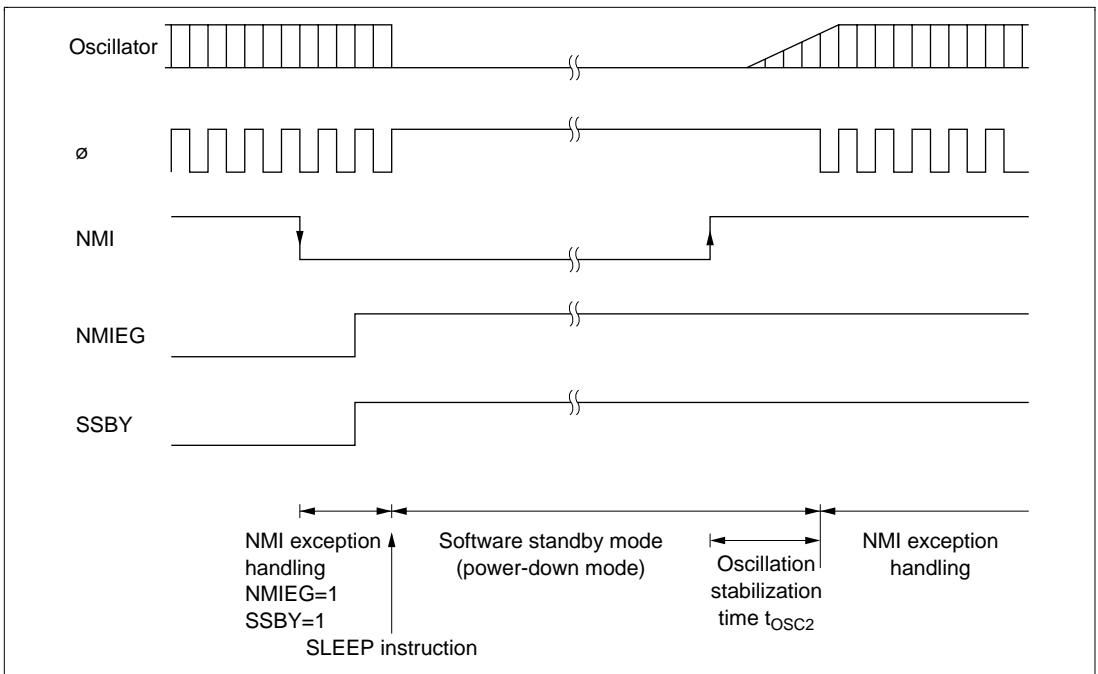 Oscillator
ø
NMI
NMIEG
SSBY
NMI exception
handling
NMIEG=1
SSBY=1
SLEEP instruction
Software standby mode
(power-down mode)
Oscillation
stabilization
time tOSC2
NMI exception
handling